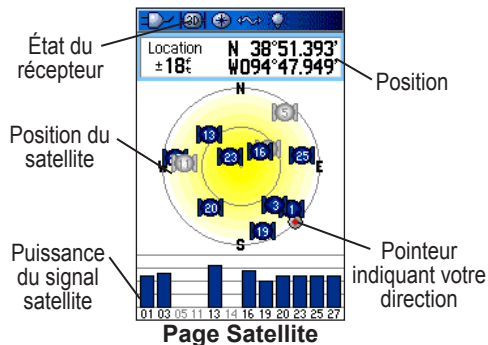 3D
État du
récepteur
Location
N 38°51.393'
±18
W094°47.949'
Position
N
5
13
16
23
25
11
W
E
Position du
satellite
20
3
1
19
S
Puissance
du signal
satellite
Pointeur
indiquant votre
direction
01 03 05 11 13 14 16 19 20 23 25 27
Page Satellite